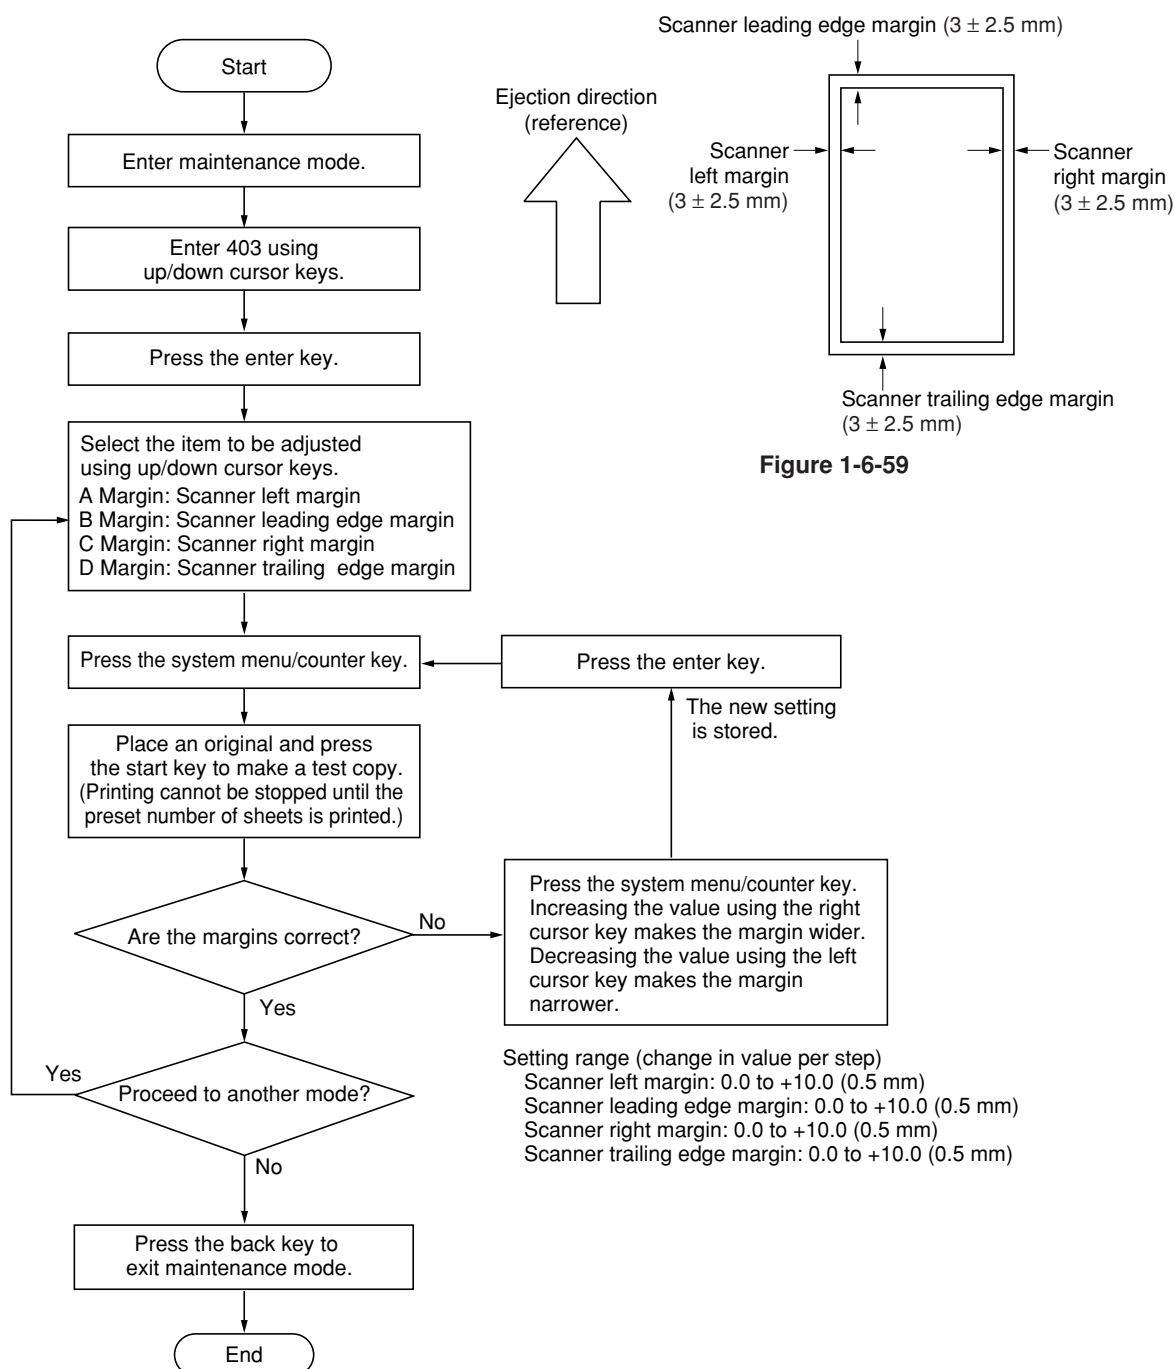 Start
Enter maintenance mode.
Enter 403 using
up/down cursor keys.
Press the enter key.
Select the item to be adjusted
using up/down cursor keys.
A Margin: Scanner left margin
B Margin: Scanner leading edge margin
C Margin: Scanner right margin
D Margin: Scanner trailing edge margin
Press the system menu/counter key.
Place an original and press
the start key to make a test copy.
(Printing cannot be stopped until the
preset number of sheets is printed.)
Are the margins correct?
No
Yes
Press the system menu/counter key.
Increasing the value using the right
cursor key makes the margin wider.
Decreasing the value using the left
cursor key makes the margin
narrower.
The new setting
is stored.
Press the enter key.
Proceed to another mode?
Yes
No
Press the back key to
exit maintenance mode.
End
Setting range (change in value per step)
Scanner left margin: 0.0 to +10.0 (0.5 mm)
Scanner leading edge margin: 0.0 to +10.0 (0.5 mm)
Scanner right margin: 0.0 to +10.0 (0.5 mm)
Scanner trailing edge margin: 0.0 to +10.0 (0.5 mm)
Scanner leading edge margin (3 ± 2.5 mm)
Ejection direction
(reference)
Scanner
left margin
(3 ± 2.5 mm)
Scanner
right margin
(3 ± 2.5 mm)
Scanner trailing edge margin
(3 ± 2.5 mm)
Figure 1-6-59